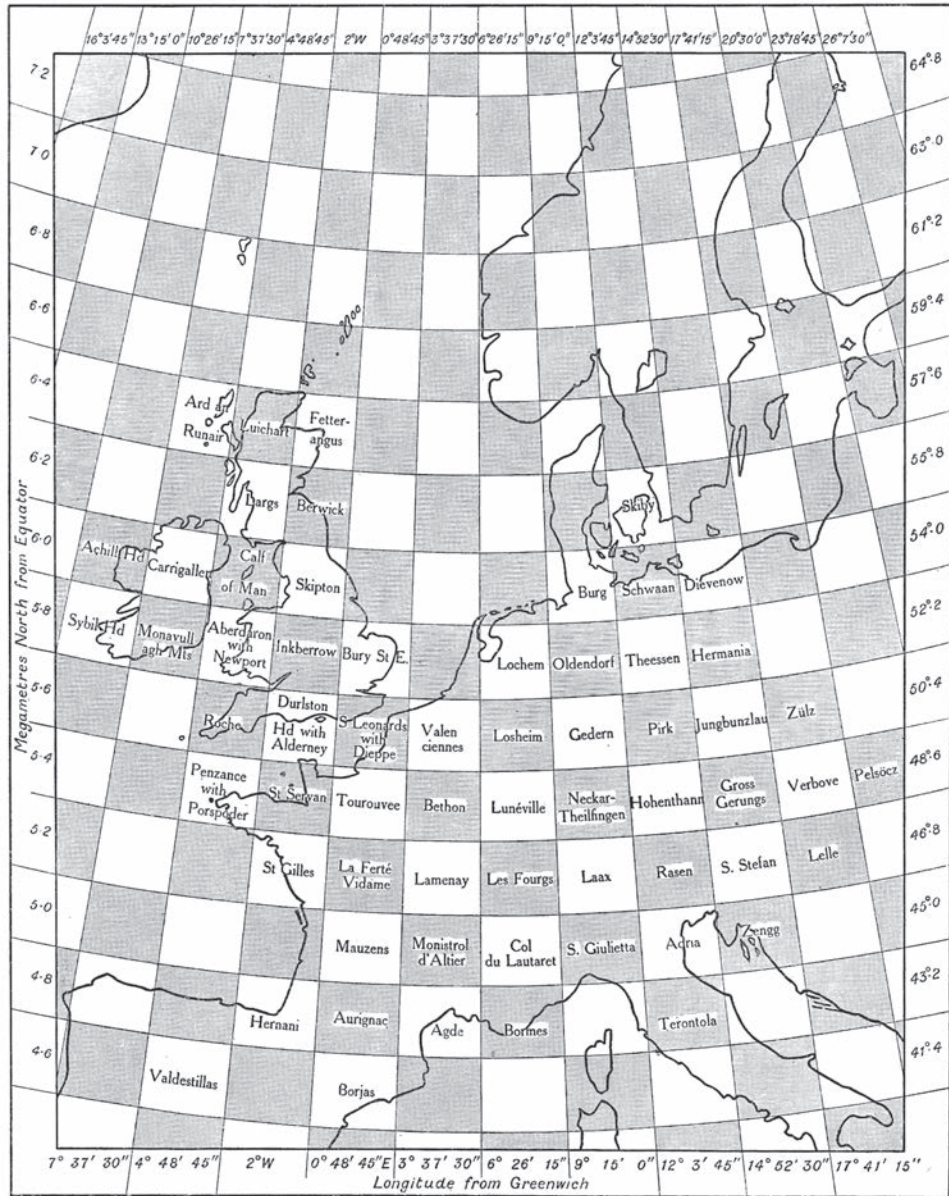 16°3′45″ 13°15′0″ 10°26′15″ 7°37′30″ 4°48′45″ 2°W 0°48′45″ 3°37′30″ 6°26′15″ 9°15′0″ 12°3′45″ 14°52′30″ 17°41′15″ 20°30′0″ 23°18′45″ 26°7′30″
7·2
64°·8
7·0
63°·0
6·8
61°·2
6·6
59°·4
6·4
57°·6
6·2
55°·8
6·0
54°·0
5·8
52°·2
5·6
50°·4
5·4
48°·6
5·2
46°·8
5·0
45°·0
4·8
43°·2
4·6
41°·4
Megametres North from Equator
Ard an
Runair
Luichart
Fetter-
angus
Largs
Berwick
Skiby
Achill Hd
Carrigaller
Calf
of Man
Skipton
Burg
Schwaan
Dievenow
Sybil Hd
Monavull
agh Mts
Aberdaron
with
Newport
Inkberrow
Bury St E.
Lochem
Oldendorf
Theessen
Hermania
Roche
Durlston
Hd with
Alderney
S Leonards
with
Dieppe
Valen
ciennes
Losheim
Gedern
Pirk
Jungbunzlau
Zülz
Penzance
with
Porspoder
St Servan
Tourouvee
Bethon
Lunéville
Neckar-
Theilfingen
Hohenthann
Gross
Gerungs
Verbove
Pelsöcz
St Gilles
La Ferté
Vidame
Lamenay
Les Fourgs
Laax
Rasen
S. Stefan
Lelle
Mauzens
Monistrol
d'Altier
Col
du Lautaret
S. Giulietta
Adria
Zengg
Hernani
Aurignac
Agde
Bormes
Terontola
Valdestillas
Borjas
7° 37′ 30″ 4° 48′ 45″ 2°W 0° 48′ 45″E 3° 37′ 30″ 6° 26′ 15″ 9° 15′ 0″ 12° 3′ 45″ 14° 52′ 30″ 17° 41′ 15″
Longitude from Greenwich